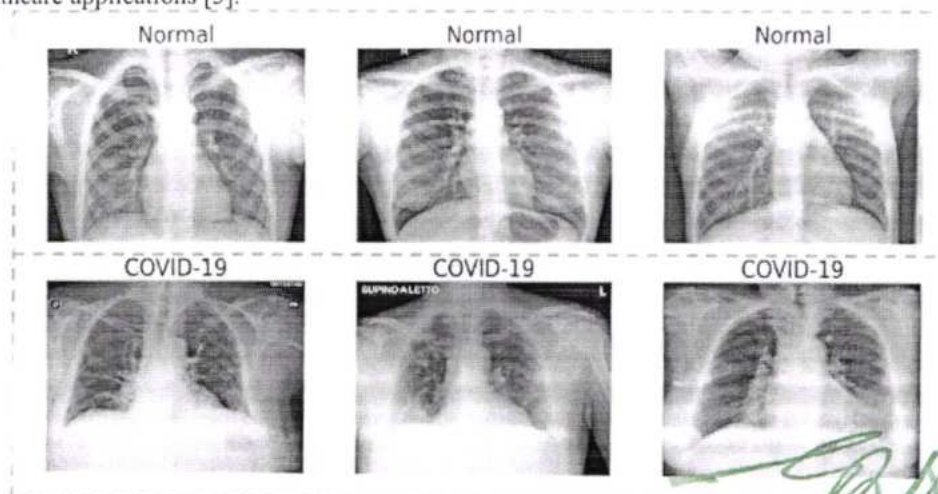 hcare applications [5].
Normal Normal Normal
R
COVID-19 COVID-19 COVID-19
SUPINO A LETTO L